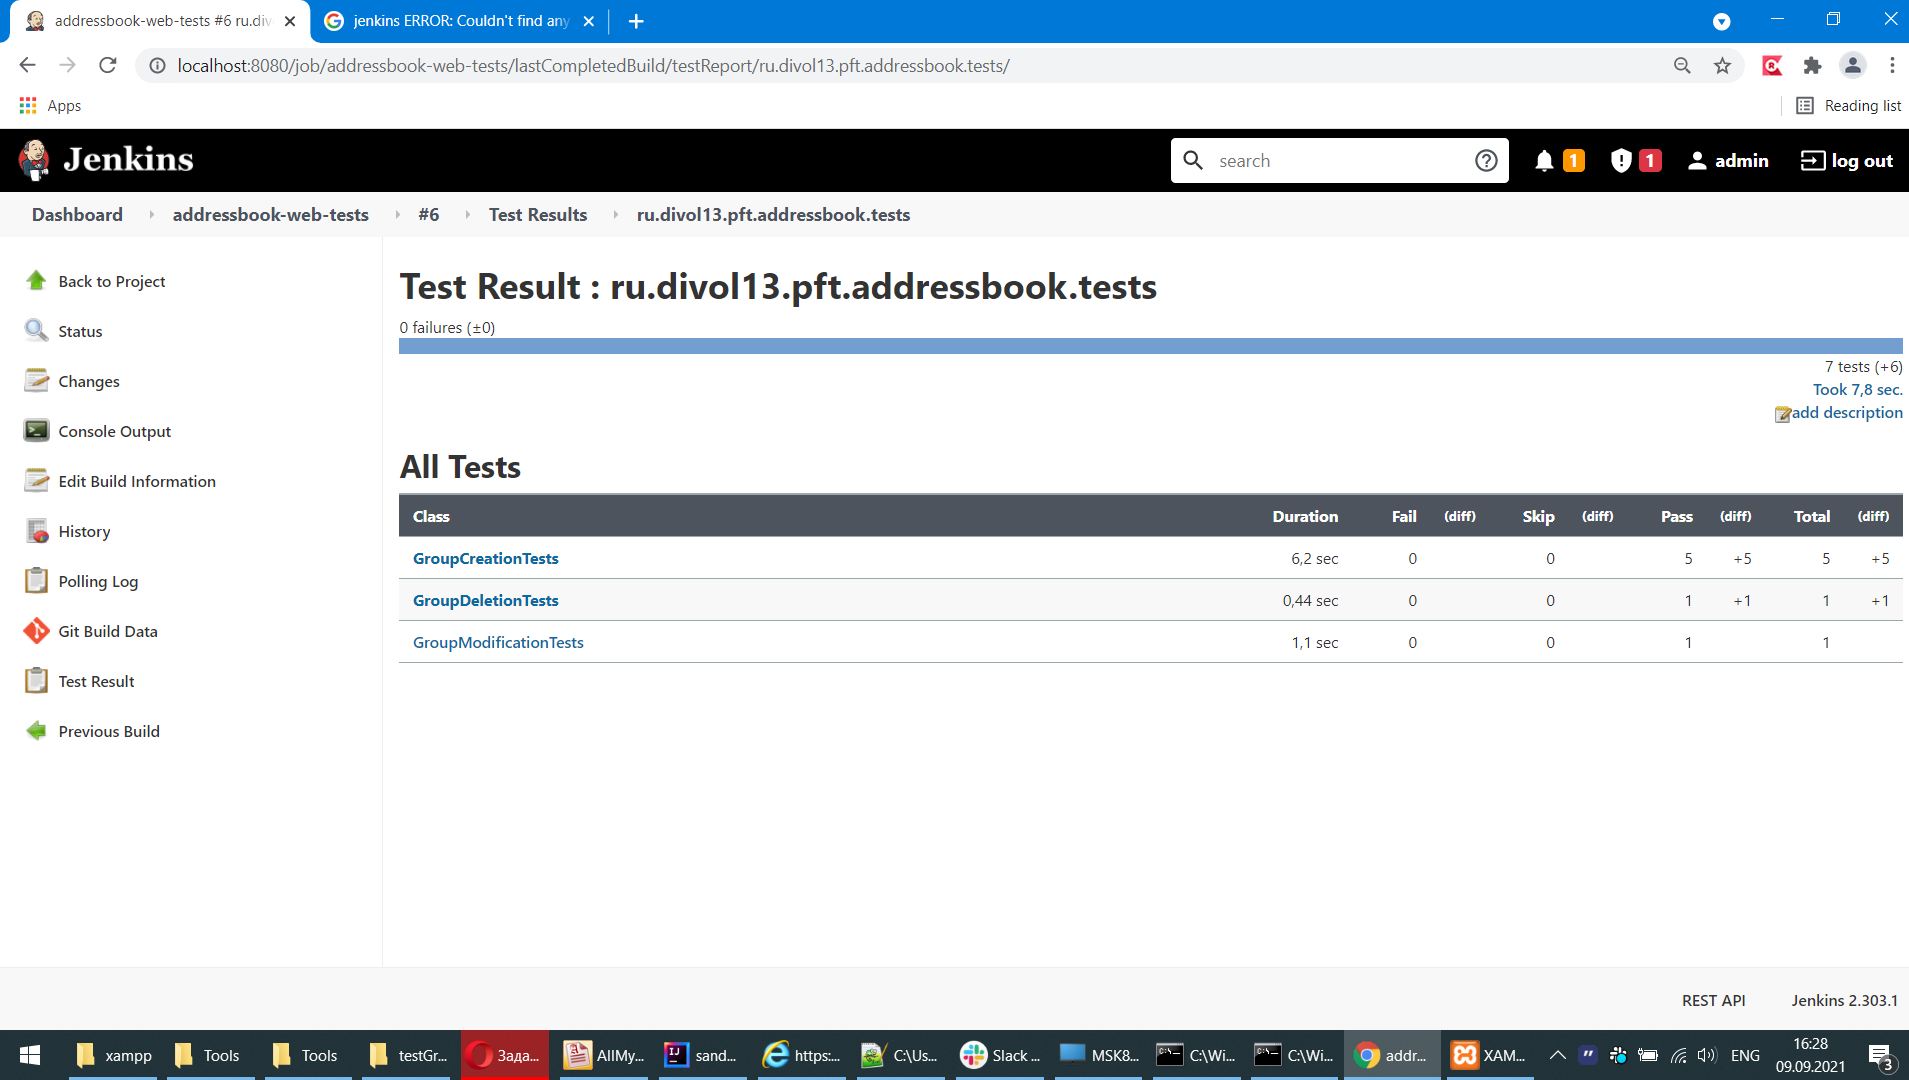 addressbook-web-tests #6 ru.div
jenkins ERROR: Couldn't find any
localhost:8080/job/addressbook-web-tests/lastCompletedBuild/testReport/ru.divol13.pft.addressbook.tests/
Apps
Reading list
Jenkins
search
1
1
admin
log out
Dashboard
addressbook-web-tests
#6
Test Results
ru.divol13.pft.addressbook.tests
Back to Project
Status
Changes
Console Output
Edit Build Information
History
Polling Log
Git Build Data
Test Result
Previous Build
Test Result : ru.divol13.pft.addressbook.tests
0 failures (±0)
7 tests (+6)
Took 7,8 sec.
add description
All Tests
Class Duration Fail (diff) Skip (diff) Pass (diff) Total (diff)
GroupCreationTests 6,2 sec 0 0 5 +5 5 +5
GroupDeletionTests 0,44 sec 0 0 1 +1 1 +1
GroupModificationTests 1,1 sec 0 0 1 1
REST API
Jenkins 2.303.1
xampp
Tools
Tools
testGr...
Зада...
AllMy...
sand...
https:...
C:\Us...
Slack ...
MSK8...
C:\Wi...
C:\Wi...
addr...
XAM...
ENG
16:28
09.09.2021
3